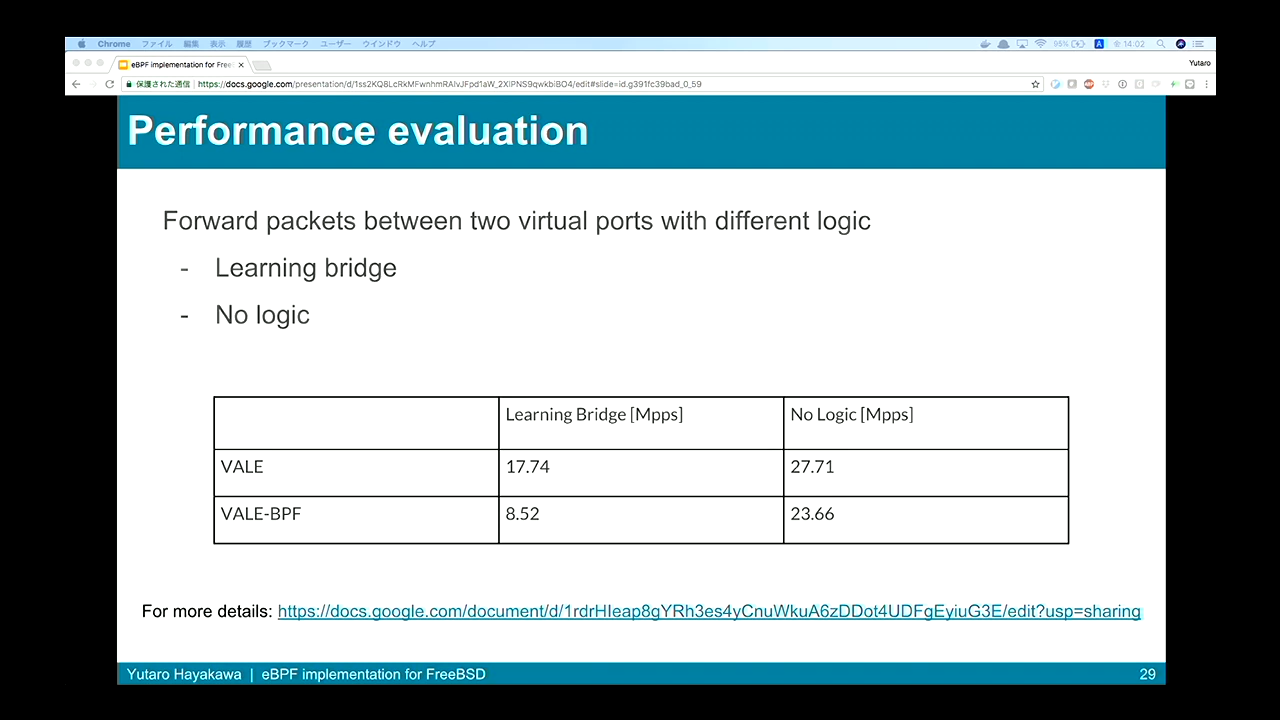 Chrome ファイル 編集 表示 履歴 ブックマーク ユーザー ウインドウ ヘルプ 95% A 金 14:02
eBPF implementation for Free Yutaro
保護された通信 https://docs.google.com/presentation/d/1ss2KQ8LcRkMFwnhmRAlvJFpd1aW_2XlPNS9qwkbiBO4/edit#slide=id.g391fc39bad_0_59
Performance evaluation
Forward packets between two virtual ports with different logic
- Learning bridge
- No logic
Learning Bridge [Mpps] No Logic [Mpps]
VALE 17.74 27.71
VALE-BPF 8.52 23.66
For more details: https://docs.google.com/document/d/1rdrHIeap8gYRh3es4yCnuWkuA6zDDot4UDFgEyiuG3E/edit?usp=sharing
Yutaro Hayakawa | eBPF implementation for FreeBSD 29